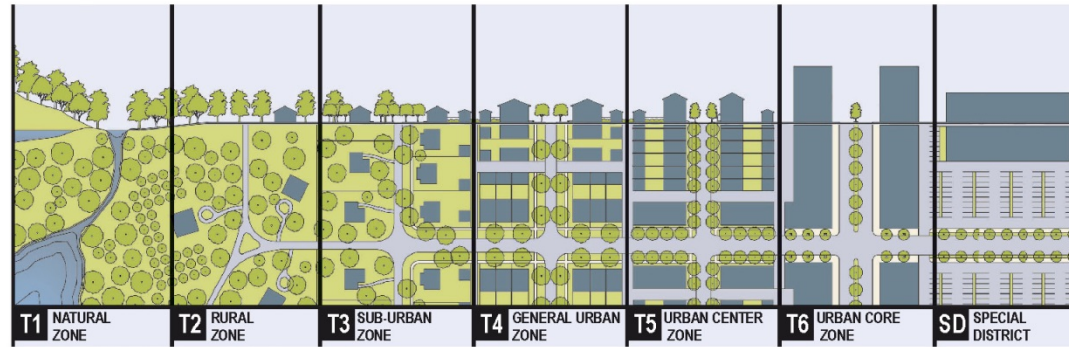 T1 NATURAL
ZONE
T2 RURAL
ZONE
T3 SUB-URBAN
ZONE
T4 GENERAL URBAN
ZONE
T5 URBAN CENTER
ZONE
T6 URBAN CORE
ZONE
SD SPECIAL
DISTRICT